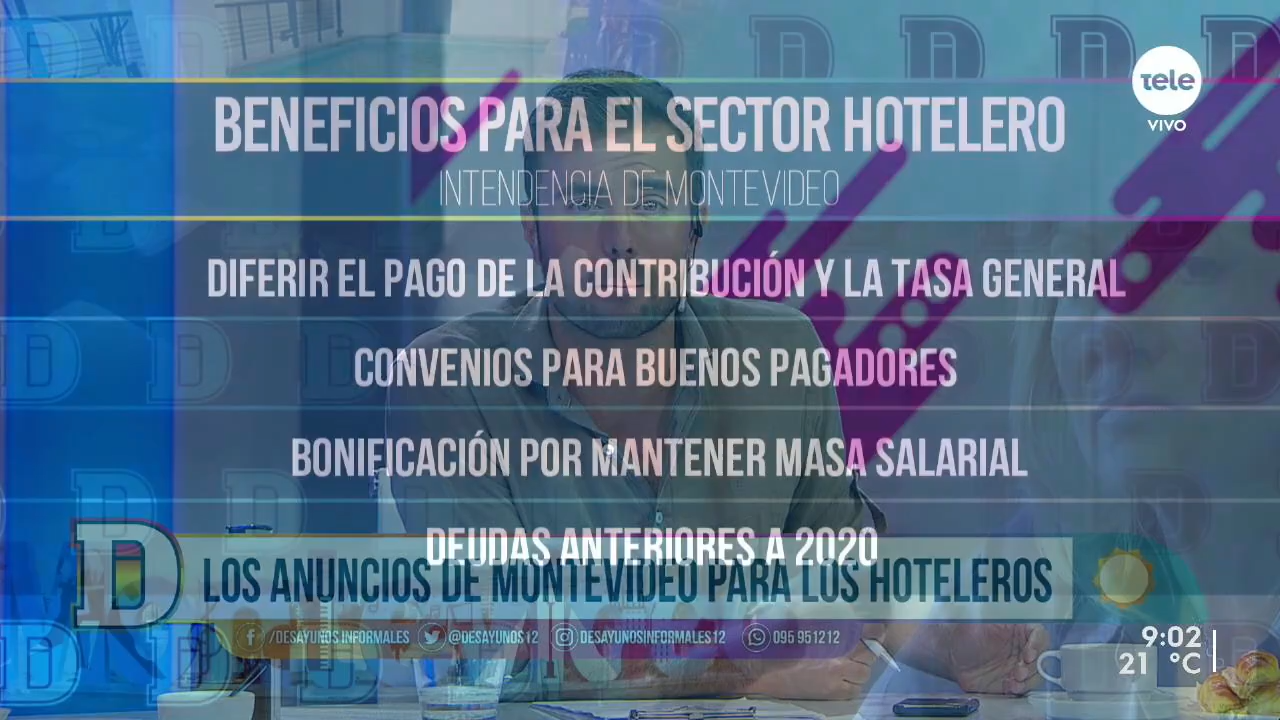 tele
VIVO
BENEFICIOS PARA EL SECTOR HOTELERO
INTENDENCIA DE MONTEVIDEO
DIFERIR EL PAGO DE LA CONTRIBUCIÓN Y LA TASA GENERAL
CONVENIOS PARA BUENOS PAGADORES
BONIFICACIÓN POR MANTENER MASA SALARIAL
DEUDAS ANTERIORES A 2020
D LOS ANUNCIOS DE MONTEVIDEO PARA LOS HOTELEROS
/DESAYUNOS.INFORMALES @DESAYUNOS12 DESAYUNOSINFORMALES12 095 951212
9:02
21 °C